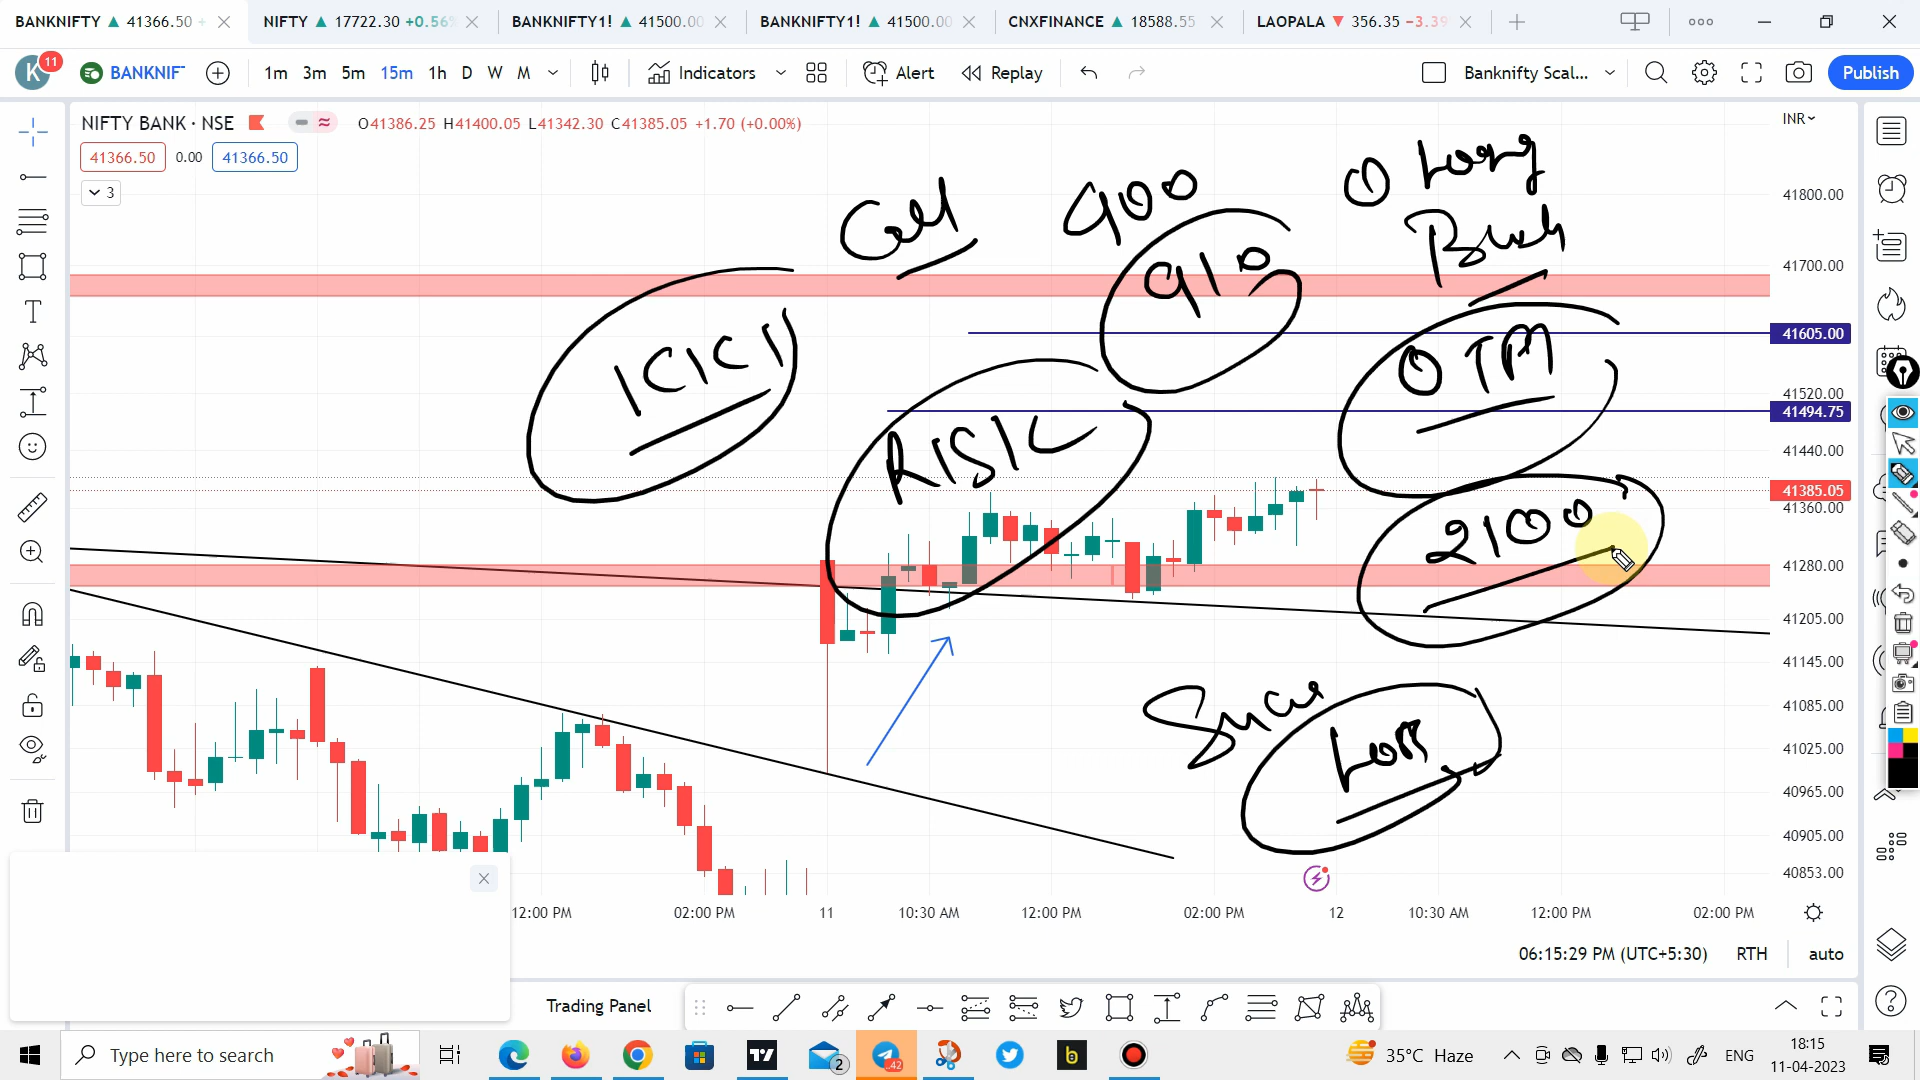 BANKNIFTY ▲ 41366.50 +
NIFTY ▲ 17722.30 +0.56%
BANKNIFTY1! ▲ 41500.00
BANKNIFTY1! ▲ 41500.00
CNXFINANCE ▲ 18588.55
LAOPALA ▼ 356.35 −3.39
K 11
BANKNIFT
1m 3m 5m 15m 1h D W M
Indicators
Alert
Replay
Banknifty Scal...
Publish
NIFTY BANK · NSE
O41386.25 H41400.05 L41342.30 C41385.05 +1.70 (+0.00%)
INR
41366.50 0.00 41366.50
3
Call
900
910
① Long
OTM
ICICI
RISK
2100
Loss
41800.00
41700.00
41605.00
41520.00
41494.75
41440.00
41385.05
41360.00
41280.00
41205.00
41145.00
41085.00
41025.00
40965.00
40905.00
40853.00
12:00 PM 02:00 PM 11 10:30 AM 12:00 PM 02:00 PM 12 10:30 AM 12:00 PM 02:00 PM
06:15:29 PM (UTC+5:30) RTH auto
Trading Panel
Type here to search
2
42
35°C Haze
ENG
18:15
11-04-2023